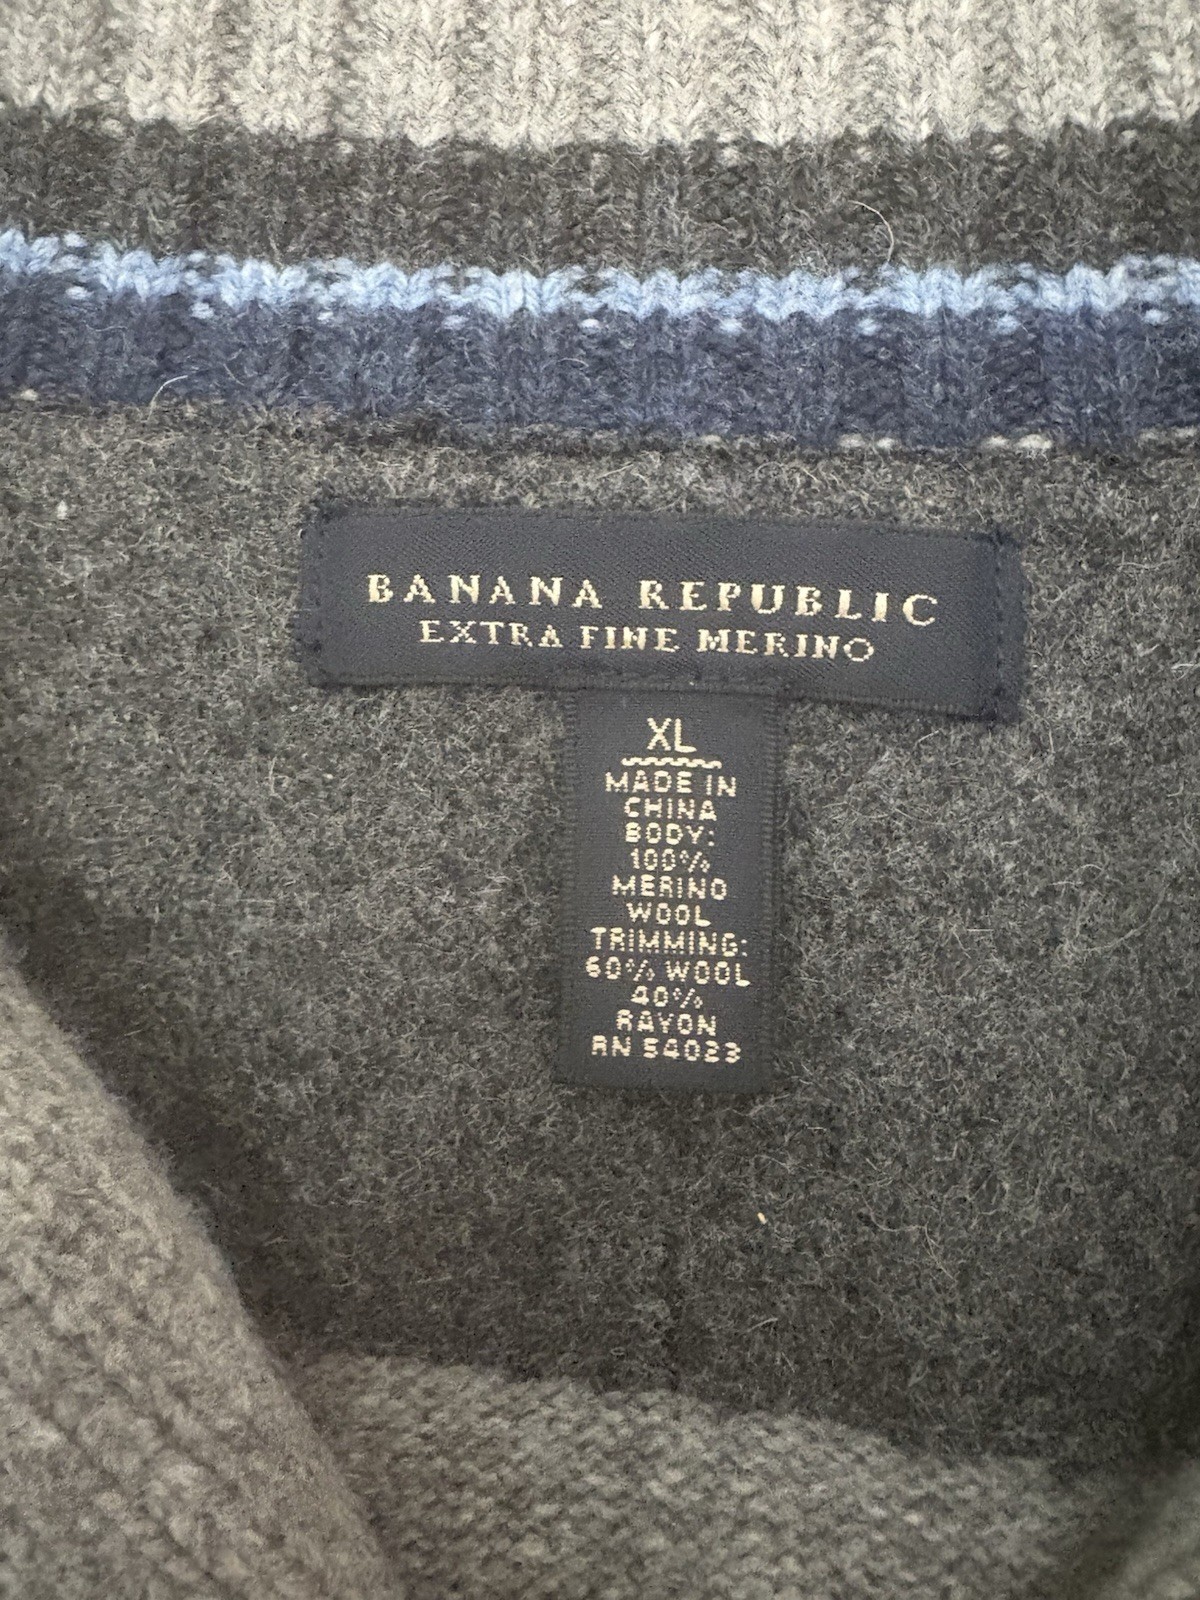 BANANA REPUBLIC
EXTRA FINE MERINO
XL
MADE IN
CHINA
BODY:
100%
MERINO
WOOL
TRIMMING:
60% WOOL
40%
RAYON
RN 54023